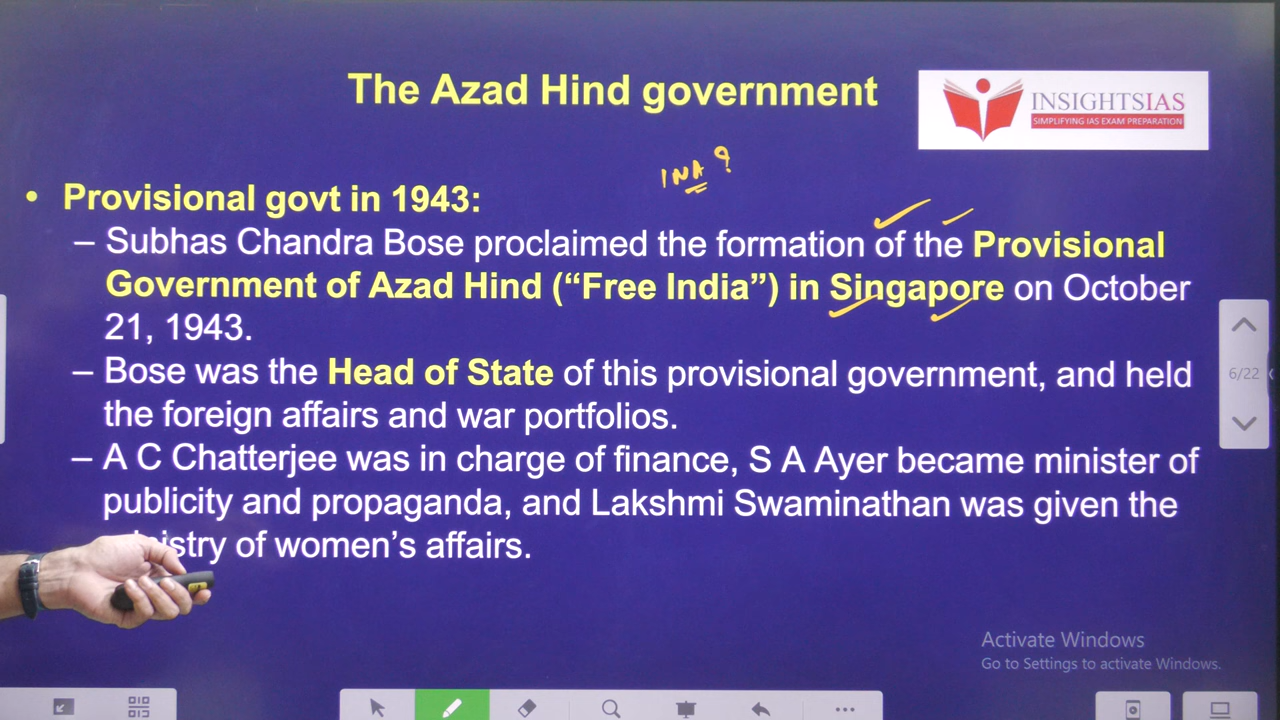 The Azad Hind government
INSIGHTSIAS
SIMPLIFYING IAS EXAM PREPARATION
INA ?
• Provisional govt in 1943:
– Subhas Chandra Bose proclaimed the formation of the Provisional
Government of Azad Hind (“Free India”) in Singapore on October
21, 1943.
– Bose was the Head of State of this provisional government, and held
the foreign affairs and war portfolios.
– A C Chatterjee was in charge of finance, S A Ayer became minister of
publicity and propaganda, and Lakshmi Swaminathan was given the
istry of women’s affairs.
6/22
Activate Windows
Go to Settings to activate Windows.